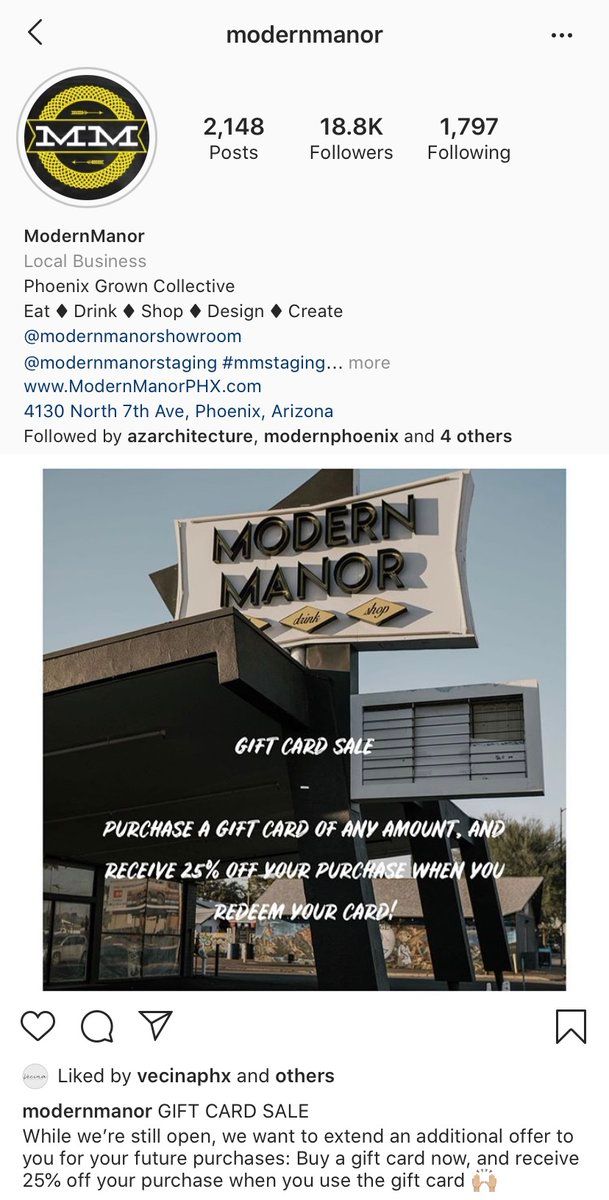 modernmanor
MM
2,148
Posts
18.8K
Followers
1,797
Following
ModernManor
Local Business
Phoenix Grown Collective
Eat ♦ Drink ♦ Shop ♦ Design ♦ Create
@modernmanorshowroom
@modernmanorstaging #mmstaging... more
www.ModernManorPHX.com
4130 North 7th Ave, Phoenix, Arizona
Followed by azarchitecture, modernphoenix and 4 others
MODERN
MANOR
drink
shop
GIFT CARD SALE
-
PURCHASE A GIFT CARD OF ANY AMOUNT, AND
RECEIVE 25% OFF YOUR PURCHASE WHEN YOU
REDEEM YOUR CARD!
vecina
Liked by vecinaphx and others
modernmanor GIFT CARD SALE
While we’re still open, we want to extend an additional offer to
you for your future purchases: Buy a gift card now, and receive
25% off your purchase when you use the gift card 🙌🏼